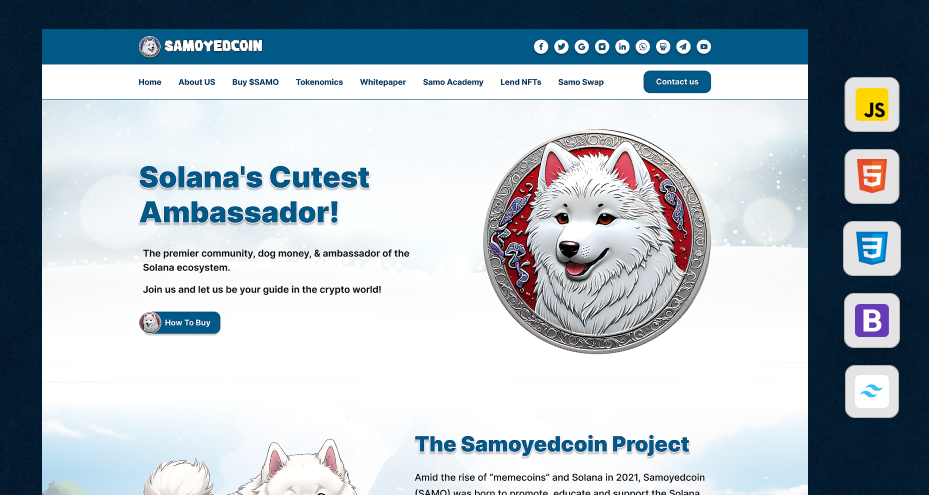 SAMOYEDCOIN
Home About US Buy $SAMO Tokenomics Whitepaper Samo Academy Lend NFTs Samo Swap Contact us
Solana's Cutest
Ambassador!
The premier community, dog money, & ambassador of the
Solana ecosystem.
Join us and let us be your guide in the crypto world!
How To Buy
The Samoyedcoin Project
Amid the rise of “memecoins” and Solana in 2021, Samoyedcoin
(SAMO) was born to promote, educate and support the Solana
JS
5
3
B